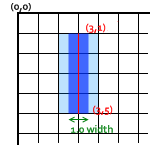 (0,0)
(3,1)
(3,5)
1.0 width